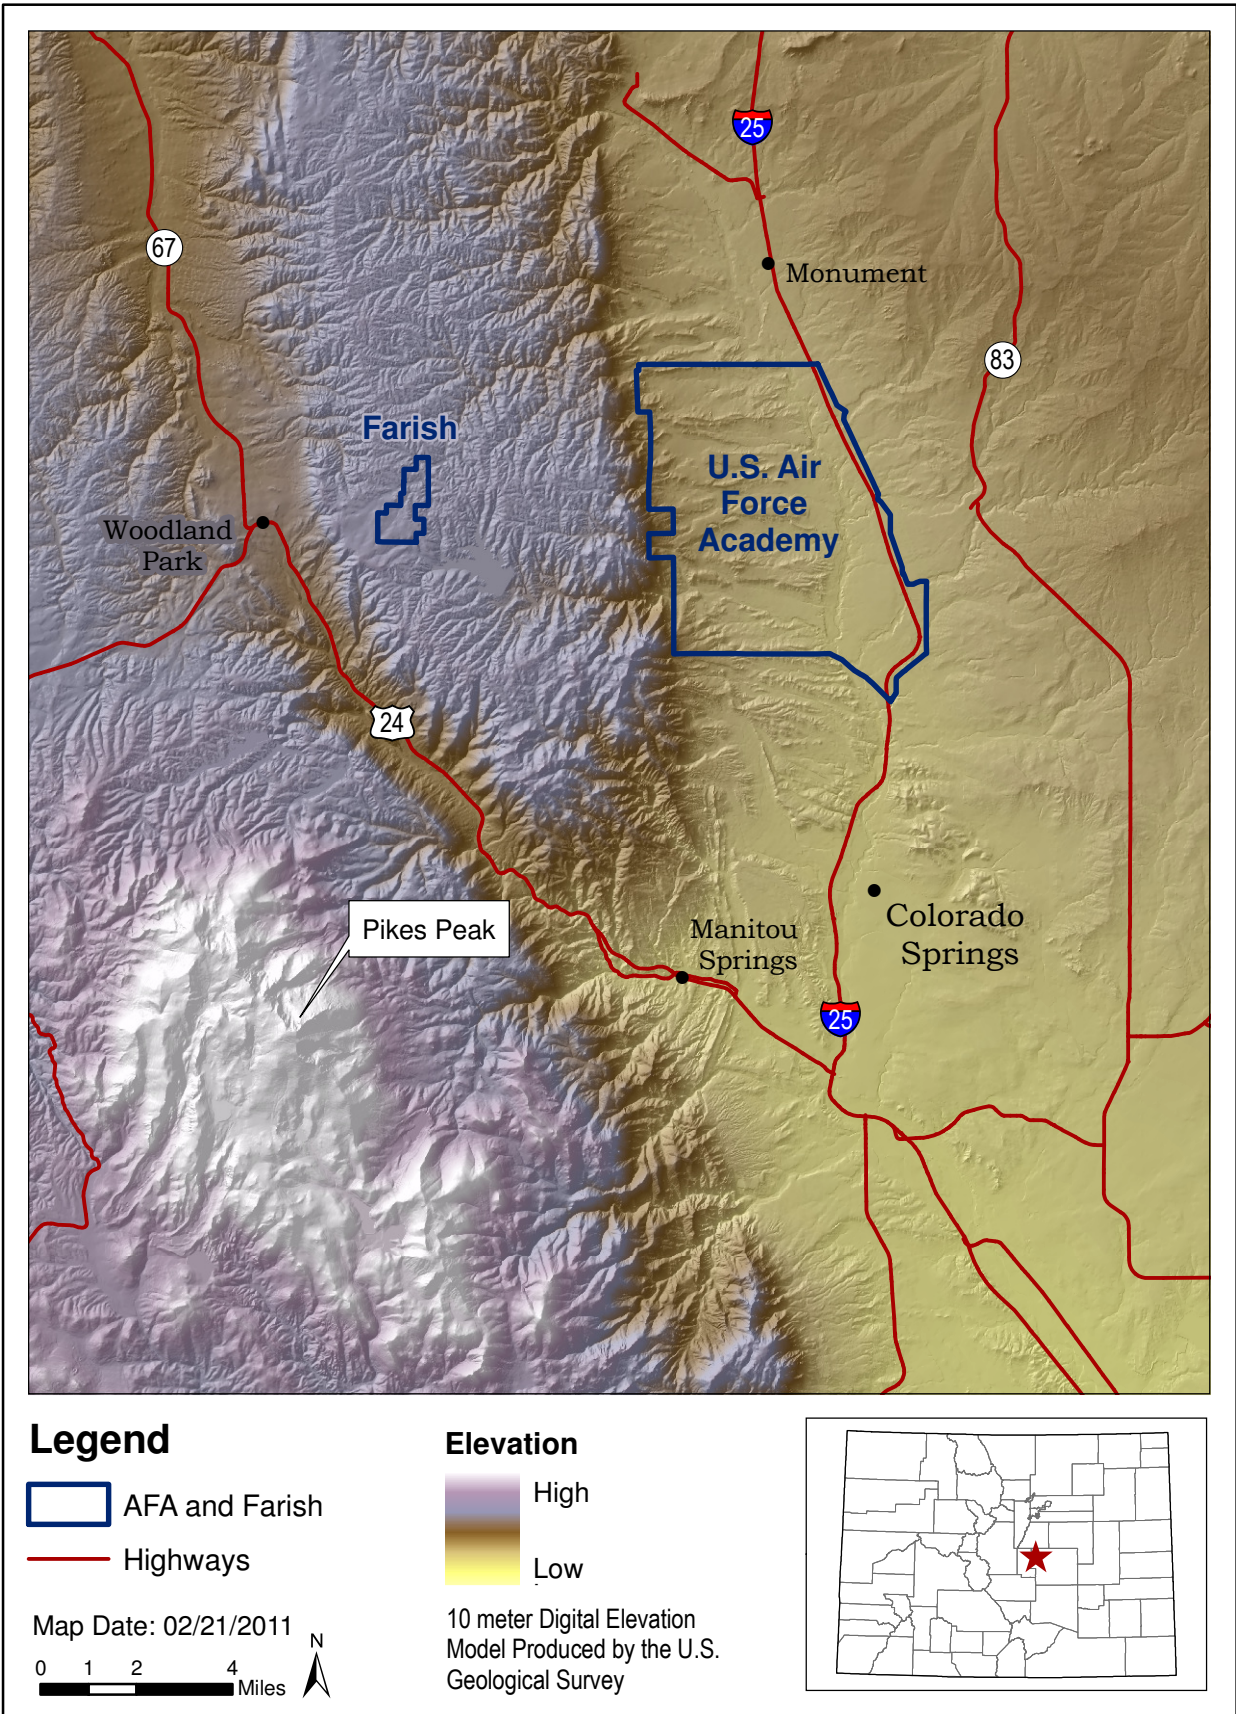 25
67
Monument
83
Farish
U.S. Air
Force
Academy
Woodland
Park
24
Pikes Peak
Manitou
Springs
Colorado
Springs
25
Legend
AFA and Farish
Highways
Map Date: 02/21/2011
N
0 1 2 4
Miles
Elevation
High
Low
10 meter Digital Elevation
Model Produced by the U.S.
Geological Survey